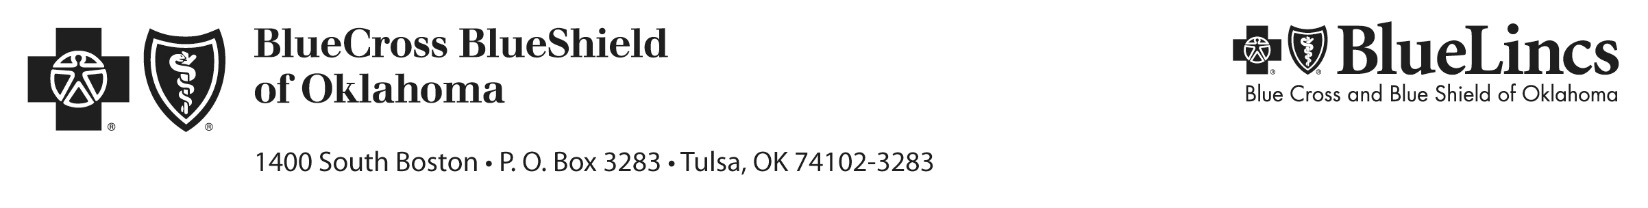 BlueCross BlueShield
of Oklahoma
1400 South Boston • P. O. Box 3283 • Tulsa, OK 74102-3283
® ®
BlueLincs
® ®
Blue Cross and Blue Shield of Oklahoma